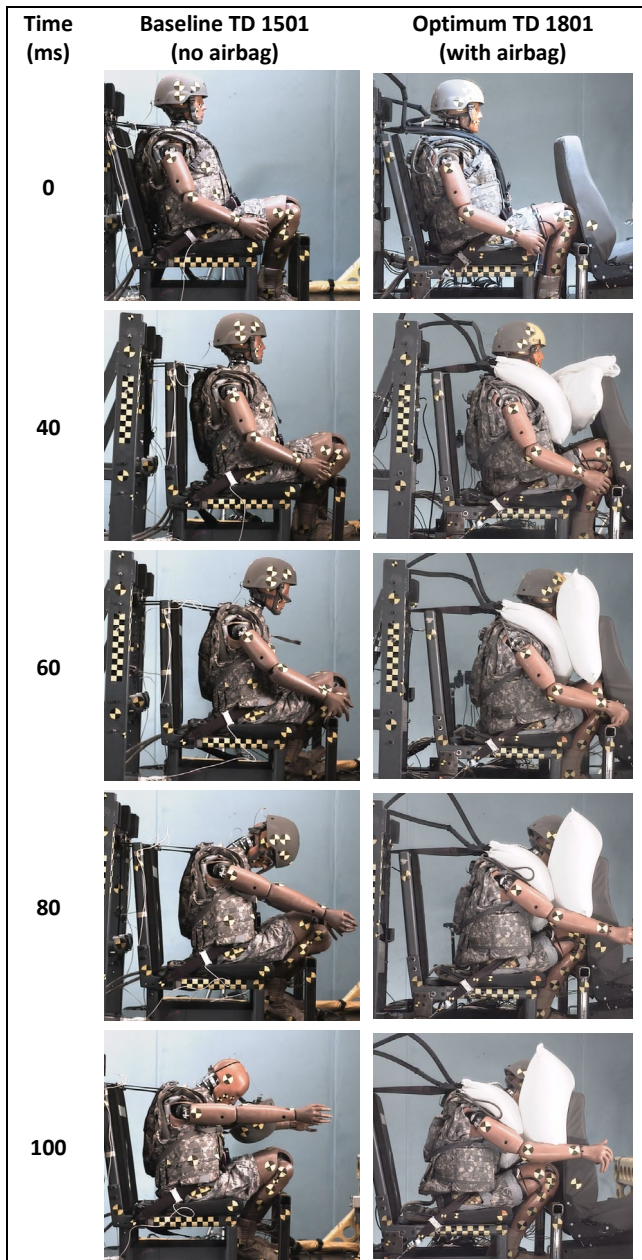 Time Baseline TD 1501 Optimum TD 1801
(ms) (no airbag) (with airbag)
0
40
60
80
100